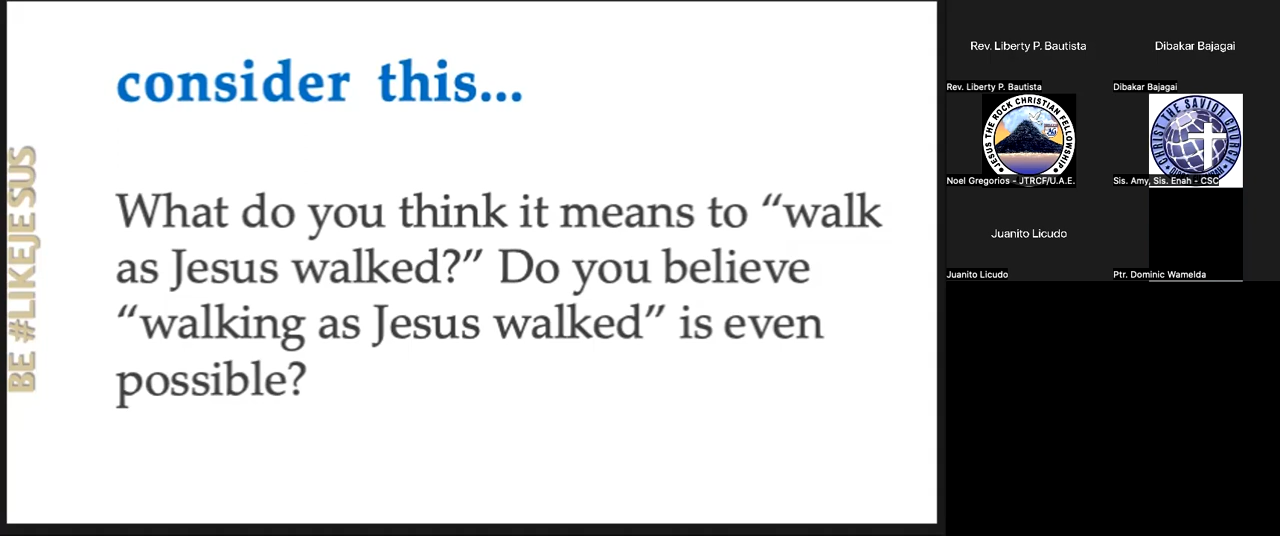 consider this...
What do you think it means to “walk
as Jesus walked?” Do you believe
“walking as Jesus walked” is even
possible?
BE #LIKEJESUS
Rev. Liberty P. Bautista
Dibakar Bajagai
Rev. Liberty P. Bautista
Dibakar Bajagai
JESUS THE ROCK CHRISTIAN FELLOWSHIP
CHRIST THE SAVIOR CHURCH
Noel Gregorios - JTRCF/U.A.E.
Sis. Amy, Sis. Enah - CSC
Juanito Licudo
Juanito Licudo
Ptr. Dominic Wamelda